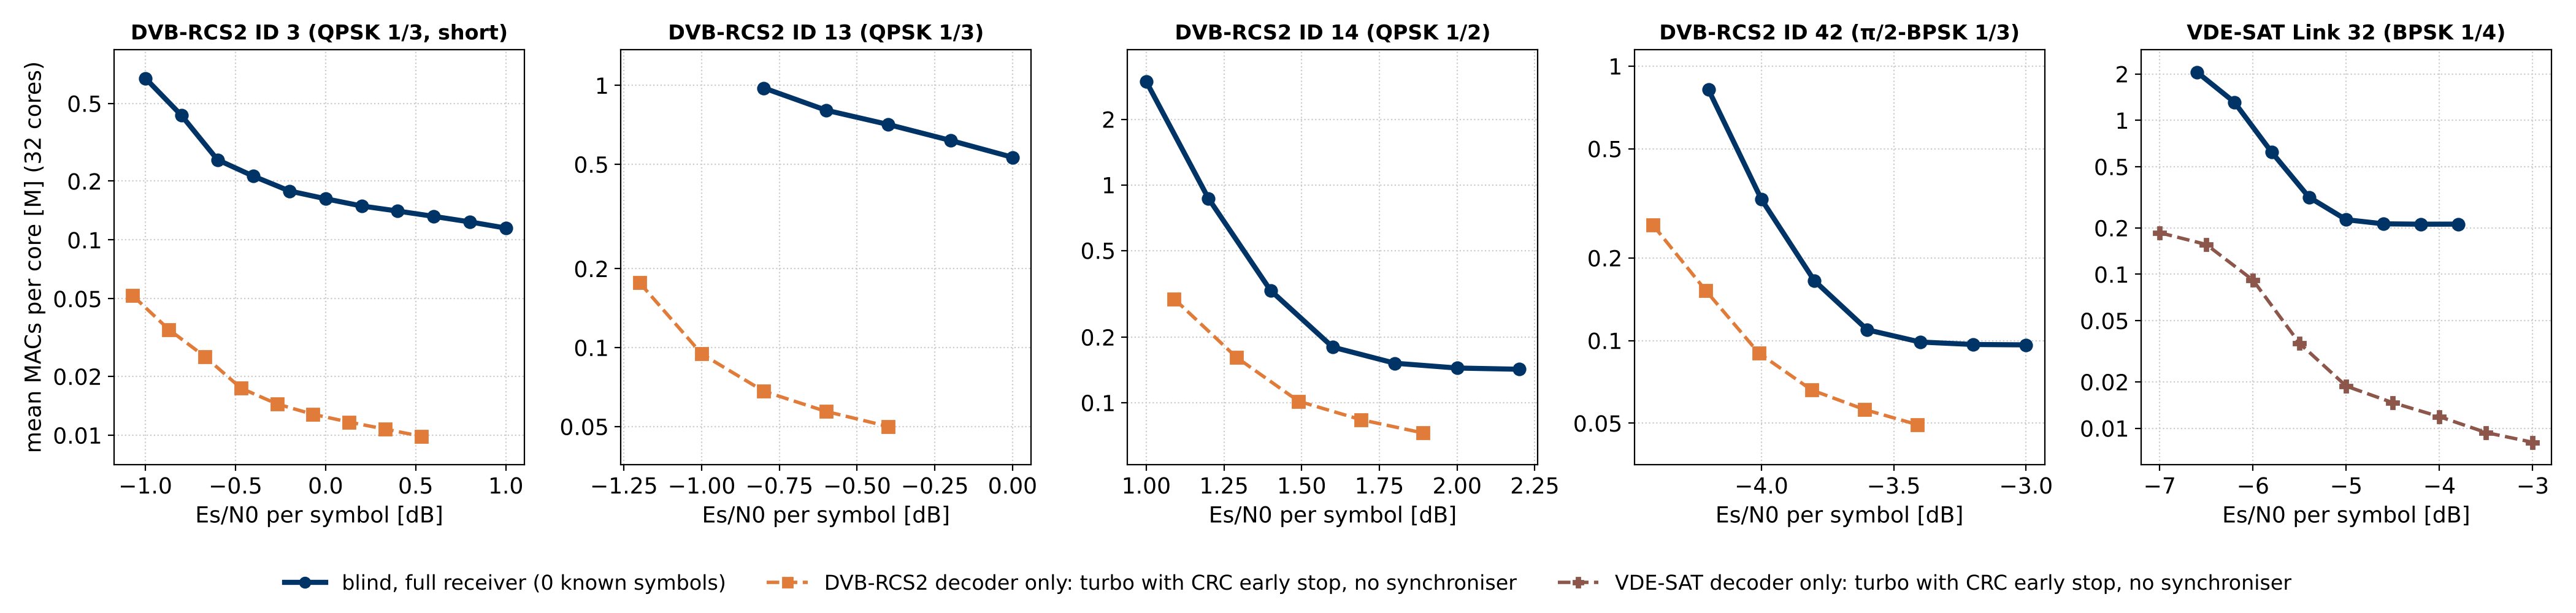 DVB-RCS2 ID 3 (QPSK 1/3, short)
mean MACs per core [M] (32 cores)
0.5
0.2
0.1
0.05
0.02
0.01
−1.0 −0.5 0.0 0.5 1.0
Es/N0 per symbol [dB]
DVB-RCS2 ID 13 (QPSK 1/3)
1
0.5
0.2
0.1
0.05
−1.25 −1.00 −0.75 −0.50 −0.25 0.00
Es/N0 per symbol [dB]
DVB-RCS2 ID 14 (QPSK 1/2)
2
1
0.5
0.2
0.1
1.00 1.25 1.50 1.75 2.00 2.25
Es/N0 per symbol [dB]
DVB-RCS2 ID 42 (π/2-BPSK 1/3)
1
0.5
0.2
0.1
0.05
−4.0 −3.5 −3.0
Es/N0 per symbol [dB]
VDE-SAT Link 32 (BPSK 1/4)
2
1
0.5
0.2
0.1
0.05
0.02
0.01
−7 −6 −5 −4 −3
Es/N0 per symbol [dB]
blind, full receiver (0 known symbols)
DVB-RCS2 decoder only: turbo with CRC early stop, no synchroniser
VDE-SAT decoder only: turbo with CRC early stop, no synchroniser